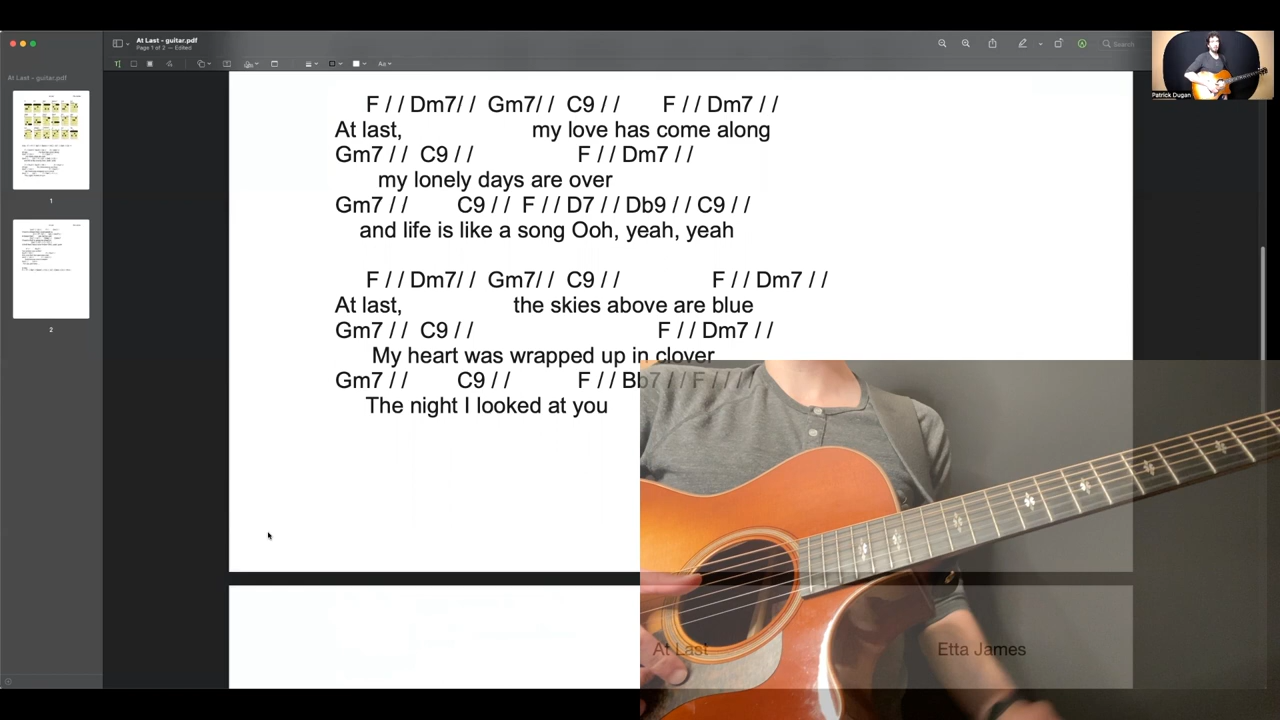 At Last - guitar.pdf
Page 1 of 2 — Edited
Search
Patrick Dugan
At Last - guitar.pdf
1
2
F / / Dm7/ / Gm7/ / C9 / / F / / Dm7 / /
At last, my love has come along
Gm7 / / C9 / / F / / Dm7 / /
my lonely days are over
Gm7 / / C9 / / F / / D7 / / Db9 / / C9 / /
and life is like a song Ooh, yeah, yeah
F / / Dm7/ / Gm7/ / C9 / / F / / Dm7 / /
At last, the skies above are blue
Gm7 / / C9 / / F / / Dm7 / /
My heart was wrapped up in clover
Gm7 / / C9 / / F / / Bb7 / / F / / / /
The night I looked at you
At Last Etta James